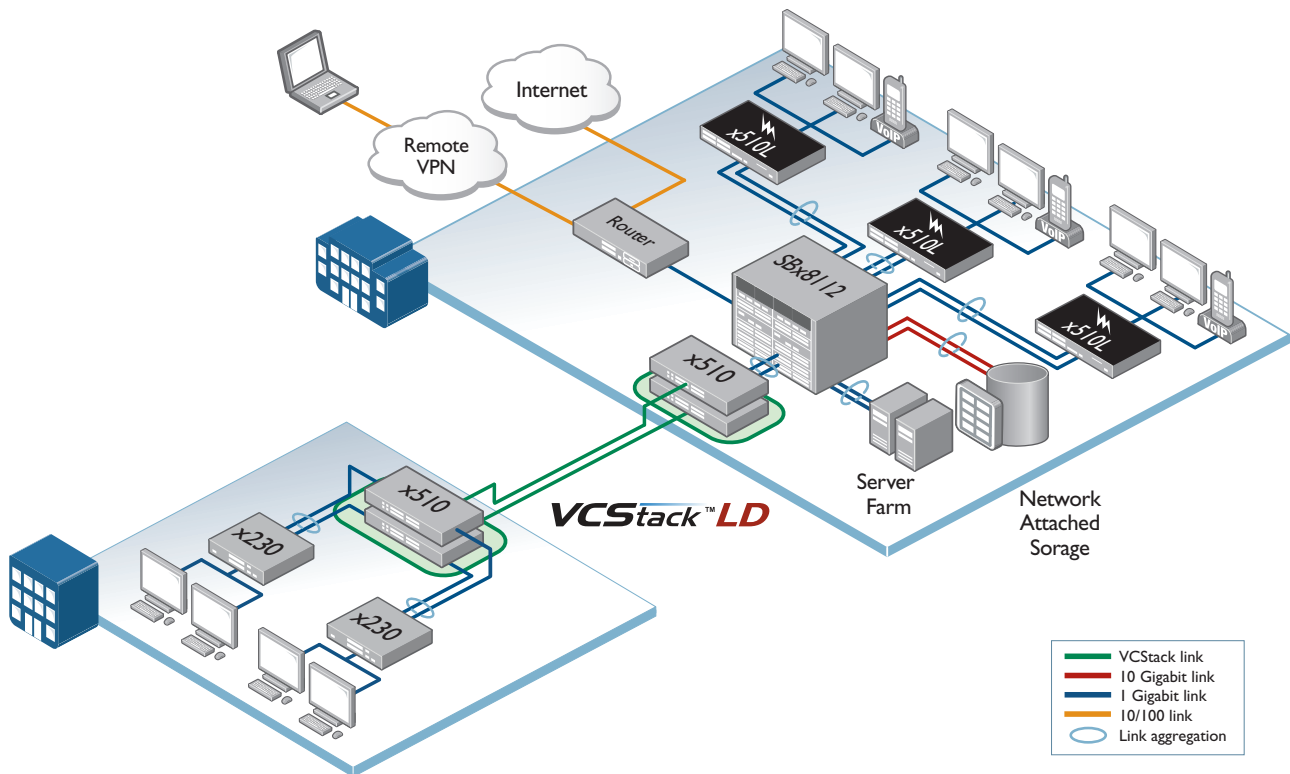 Internet
Remote
VPN
Router
x510L
VoIP
x510L
VoIP
SBx8112
x510L
VoIP
x510
Server
Farm
Network
Attached
Sorage
x510
VCStack™LD
x230
x230
VCStack link
10 Gigabit link
1 Gigabit link
10/100 link
Link aggregation